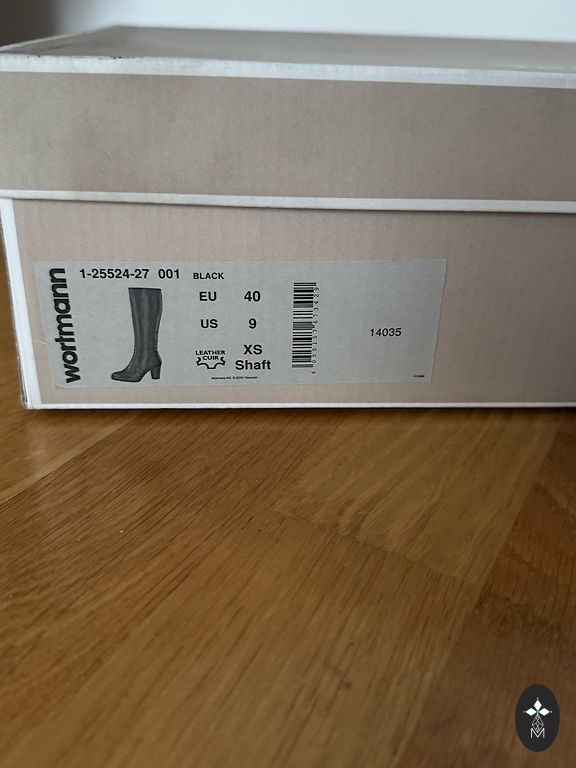 wortmann
1-25524-27 001 BLACK
EU 40
US 9
LEATHER
CUIR
XS
Shaft
14035